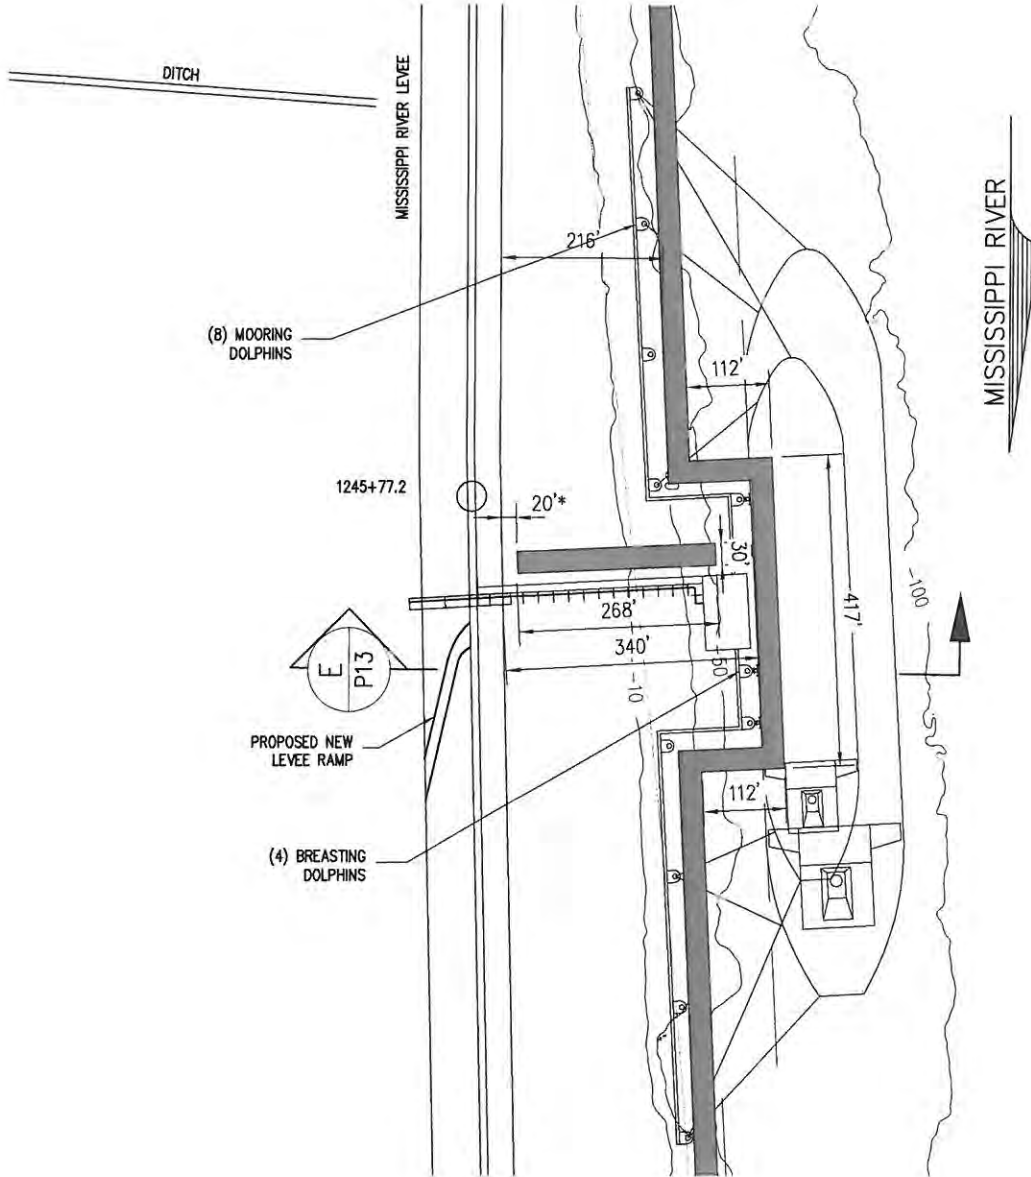 DITCH
MISSISSIPPI RIVER LEVEE
MISSISSIPPI RIVER
216'
(8) MOORING
DOLPHINS
112'
1245+77.2
20'*
30'
268'
340'
417'
-100
-50
-10
E
P13
PROPOSED NEW
LEVEE RAMP
112'
(4) BREASTING
DOLPHINS